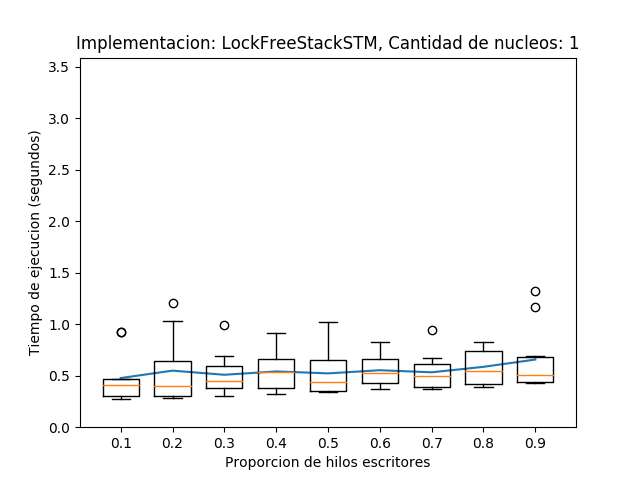 Implementacion: LockFreeStackSTM, Cantidad de nucleos: 1
Tiempo de ejecucion (segundos)
3.5
3.0
2.5
2.0
1.5
1.0
0.5
0.0
0.1 0.2 0.3 0.4 0.5 0.6 0.7 0.8 0.9
Proporcion de hilos escritores